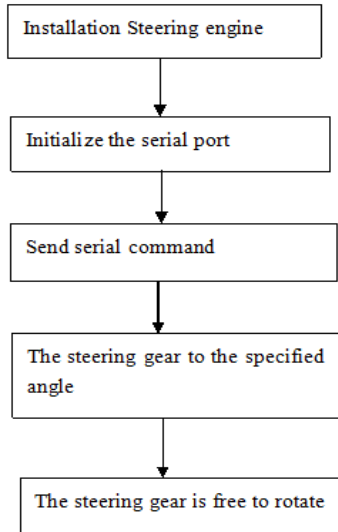 Installation Steering engine
Initialize the serial port
Send serial command
The steering gear to the specified
angle
The steering gear is free to rotate